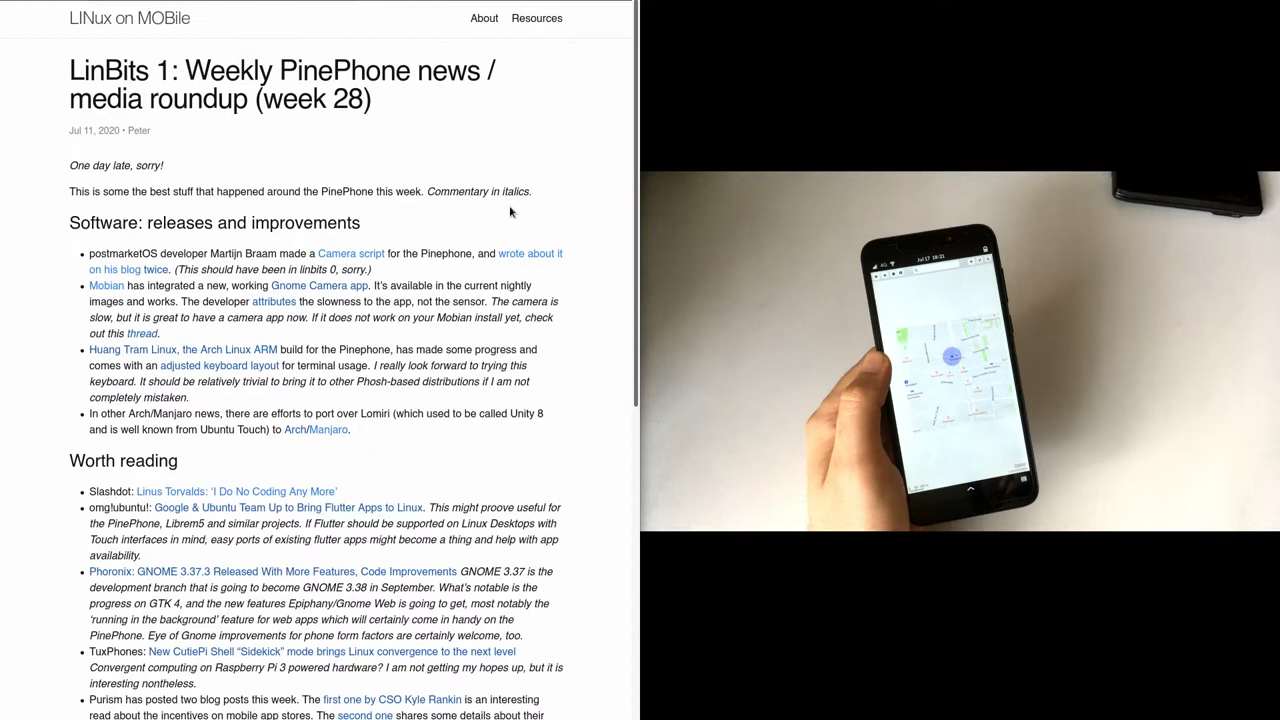 LINux on MOBile
About Resources
LinBits 1: Weekly PinePhone news /
media roundup (week 28)
Jul 11, 2020 • Peter
One day late, sorry!
This is some the best stuff that happened around the PinePhone this week. Commentary in italics.
Software: releases and improvements
• postmarketOS developer Martijn Braam made a Camera script for the Pinephone, and wrote about it
on his blog twice. (This should have been in linbits 0, sorry.)
• Mobian has integrated a new, working Gnome Camera app. It's available in the current nightly
images and works. The developer attributes the slowness to the app, not the sensor. The camera is
slow, but it is great to have a camera app now. If it does not work on your Mobian install yet, check
out this thread.
• Huang Tram Linux, the Arch Linux ARM build for the Pinephone, has made some progress and
comes with an adjusted keyboard layout for terminal usage. I really look forward to trying this
keyboard. It should be relatively trivial to bring it to other Phosh-based distributions if I am not
completely mistaken.
• In other Arch/Manjaro news, there are efforts to port over Lomiri (which used to be called Unity 8
and is well known from Ubuntu Touch) to Arch/Manjaro.
Worth reading
• Slashdot: Linus Torvalds: 'I Do No Coding Any More'
• omg!ubuntu!: Google & Ubuntu Team Up to Bring Flutter Apps to Linux. This might proove useful for
the PinePhone, Librem5 and similar projects. If Flutter should be supported on Linux Desktops with
Touch interfaces in mind, easy ports of existing flutter apps might become a thing and help with app
availability.
• Phoronix: GNOME 3.37.3 Released With More Features, Code Improvements GNOME 3.37 is the
development branch that is going to become GNOME 3.38 in September. What's notable is the
progress on GTK 4, and the new features Epiphany/Gnome Web is going to get, most notably the
'running in the background' feature for web apps which will certainly come in handy on the
PinePhone. Eye of Gnome improvements for phone form factors are certainly welcome, too.
• TuxPhones: New CutiePi Shell "Sidekick" mode brings Linux convergence to the next level
Convergent computing on Raspberry Pi 3 powered hardware? I am not getting my hopes up, but it is
interesting nontheless.
• Purism has posted two blog posts this week. The first one by CSO Kyle Rankin is an interesting
read about the incentives on mobile app stores. The second one shares some details about their
4G
Jul 17 18:21